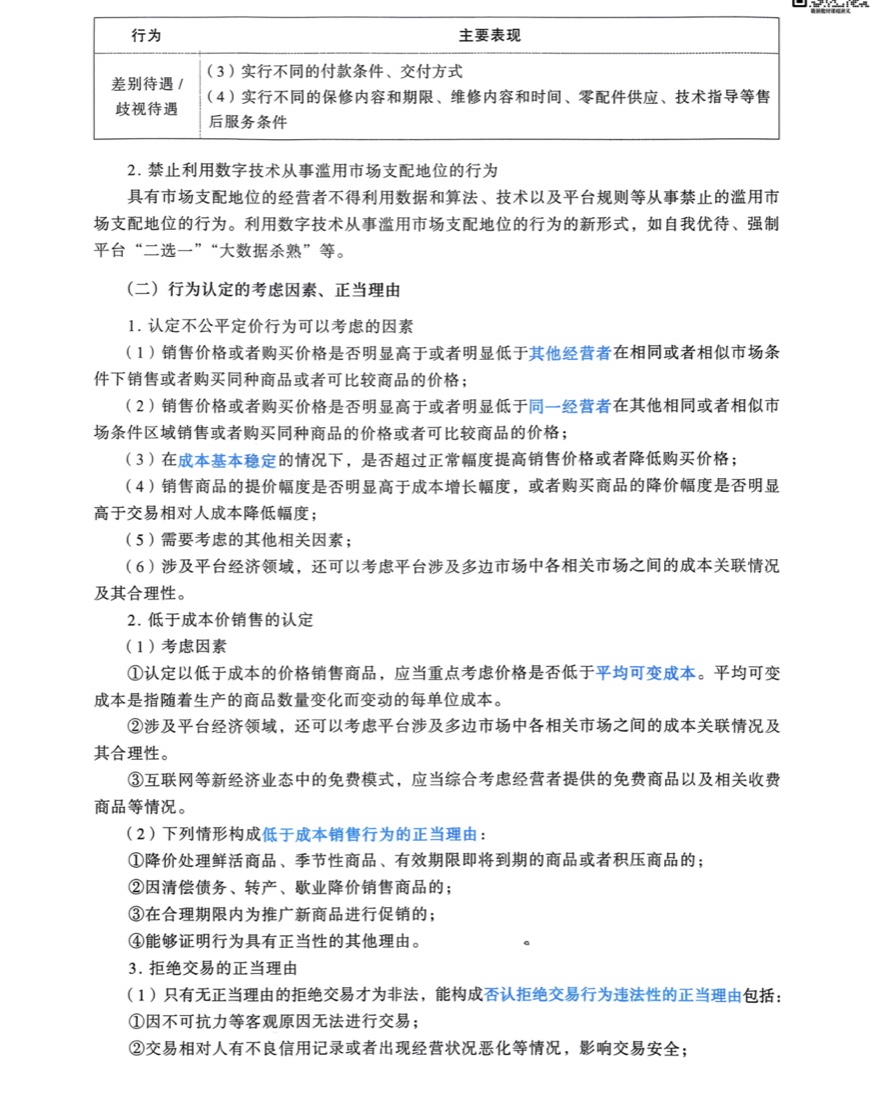 行为 主要表现
差别待遇/
歧视待遇
（3）实行不同的付款条件、交付方式
（4）实行不同的保修内容和期限、维修内容和时间、零配件供应、技术指导等售
后服务条件
2. 禁止利用数字技术从事滥用市场支配地位的行为
具有市场支配地位的经营者不得利用数据和算法、技术以及平台规则等从事禁止的滥用市
场支配地位的行为。利用数字技术从事滥用市场支配地位的行为的新形式，如自我优待、强制
平台“二选一”“大数据杀熟”等。
（二）行为认定的考虑因素、正当理由
1. 认定不公平定价行为可以考虑的因素
（1）销售价格或者购买价格是否明显高于或者明显低于其他经营者在相同或者相似市场条
件下销售或者购买同种商品或者可比较商品的价格；
（2）销售价格或者购买价格是否明显高于或者明显低于同一经营者在其他相同或者相似市
场条件区域销售或者购买同种商品的价格或者可比较商品的价格；
（3）在成本基本稳定的情况下，是否超过正常幅度提高销售价格或者降低购买价格；
（4）销售商品的提价幅度是否明显高于成本增长幅度，或者购买商品的降价幅度是否明显
高于交易相对人成本降低幅度；
（5）需要考虑的其他相关因素；
（6）涉及平台经济领域，还可以考虑平台涉及多边市场中各相关市场之间的成本关联情况
及其合理性。
2. 低于成本价销售的认定
（1）考虑因素
①认定以低于成本的价格销售商品，应当重点考虑价格是否低于平均可变成本。平均可变
成本是指随着生产的商品数量变化而变动的每单位成本。
②涉及平台经济领域，还可以考虑平台涉及多边市场中各相关市场之间的成本关联情况及
其合理性。
③互联网等新经济业态中的免费模式，应当综合考虑经营者提供的免费商品以及相关收费
商品等情况。
（2）下列情形构成低于成本销售行为的正当理由：
①降价处理鲜活商品、季节性商品、有效期限即将到期的商品或者积压商品的；
②因清偿债务、转产、歇业降价销售商品的；
③在合理期限内为推广新商品进行促销的；
④能够证明行为具有正当性的其他理由。
3. 拒绝交易的正当理由
（1）只有无正当理由的拒绝交易才为非法，能构成否认拒绝交易行为违法性的正当理由包括：
①因不可抗力等客观原因无法进行交易；
②交易相对人有不良信用记录或者出现经营状况恶化等情况，影响交易安全；